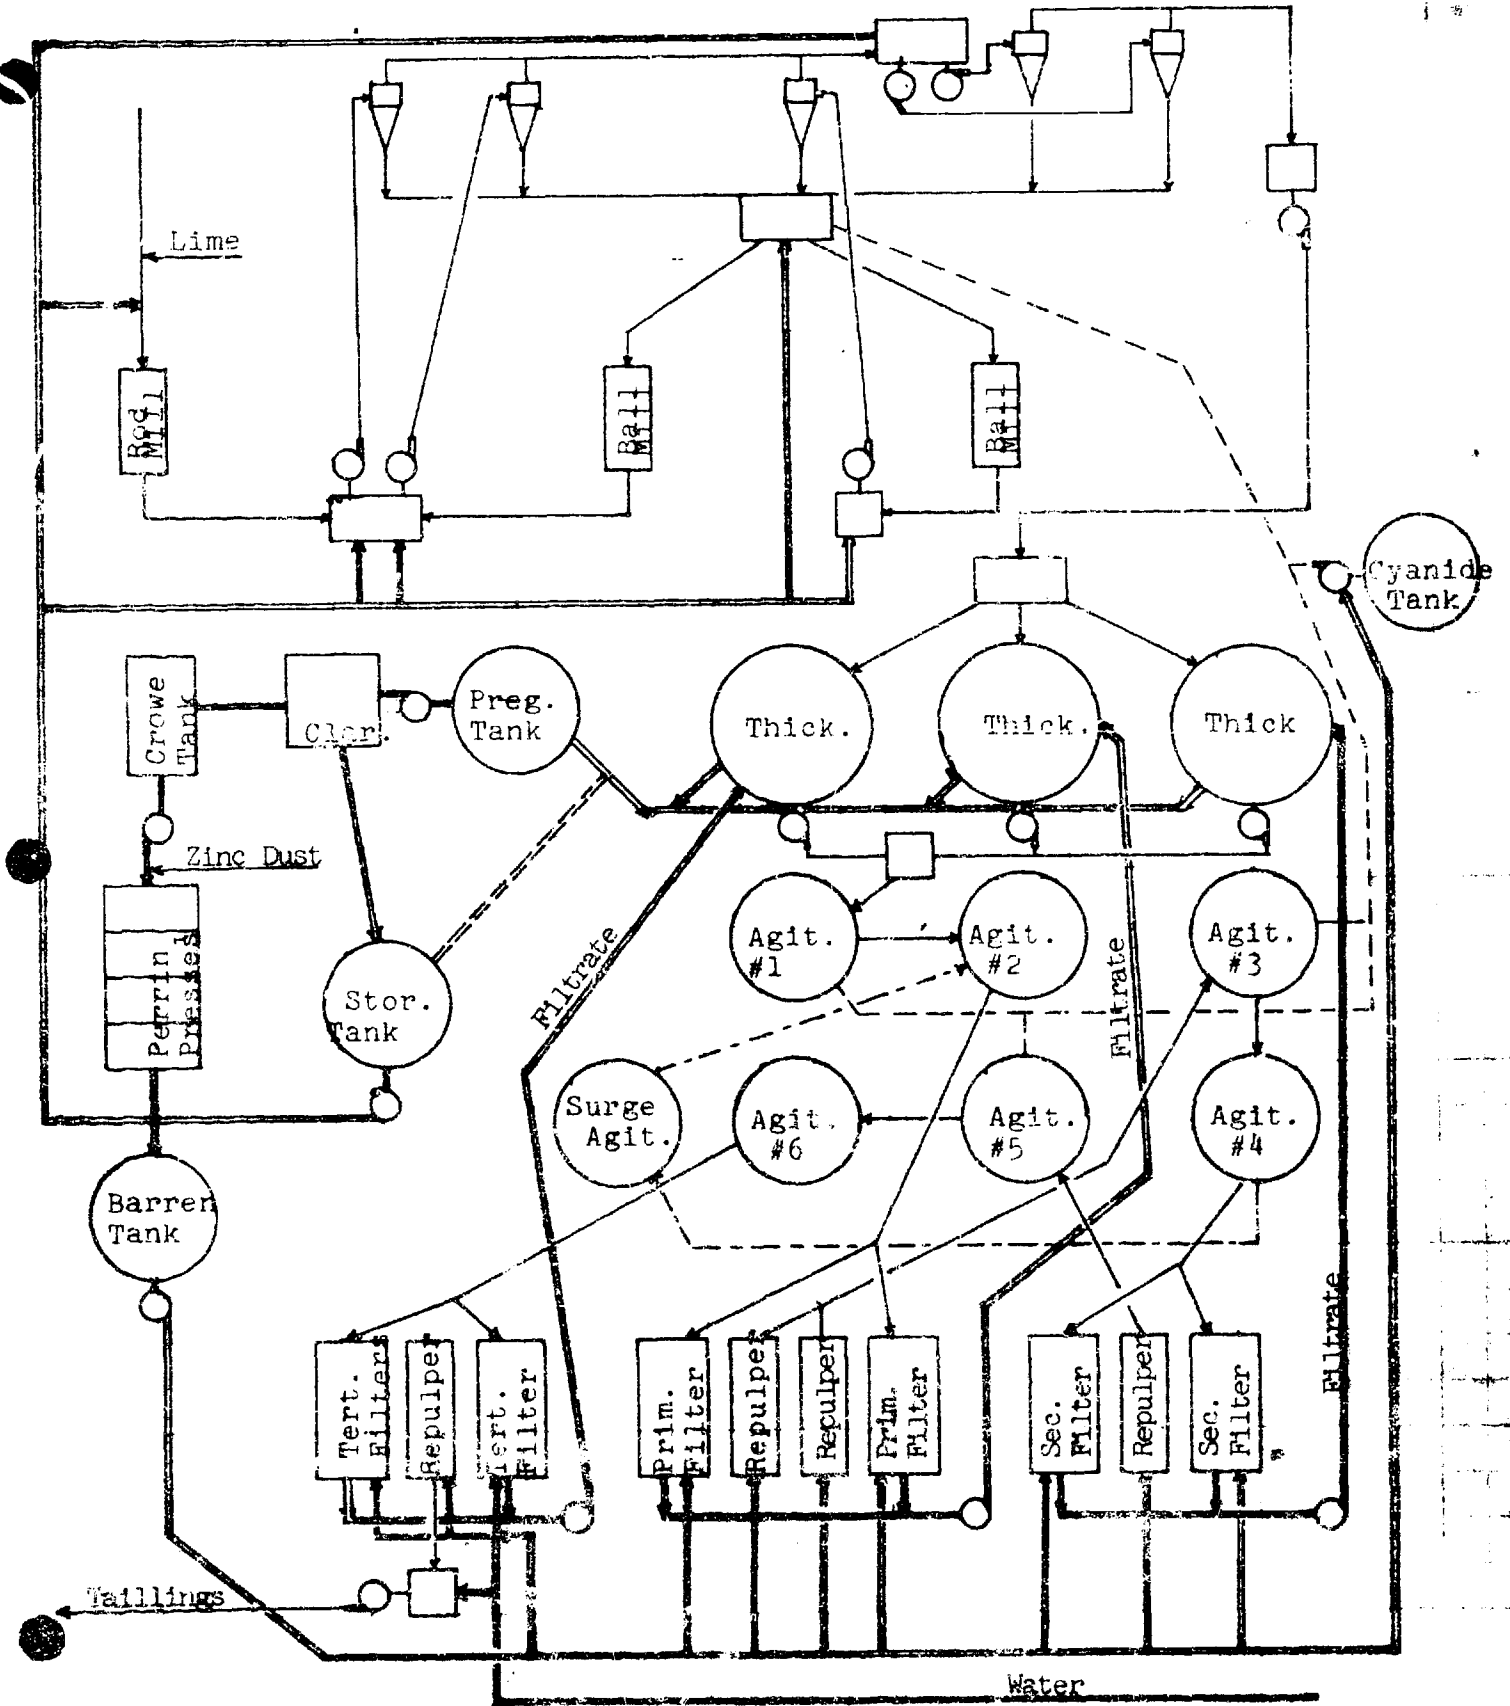 Lime
Rod
Mill
Ball
Mill
Ball
Mill
Cyanide
Tank
Crowe
Tank
Clar.
Preg.
Tank
Thick.
Thick.
Thick
Zinc Dust
Perrin
Presses
Stor.
Tank
Filtrate
Agit.
#1
Agit.
#2
Agit.
#3
Filtrate
Surge
Agit.
Agit.
#6
Agit.
#5
Agit.
#4
Barren
Tank
Filtrate
Tert.
Filters
Repulper
Tert.
Filter
Prim.
Filter
Repulper
Repulper
Prim.
Filter
Sec.
Filter
Repulper
Sec.
Filter
Taillings
Water